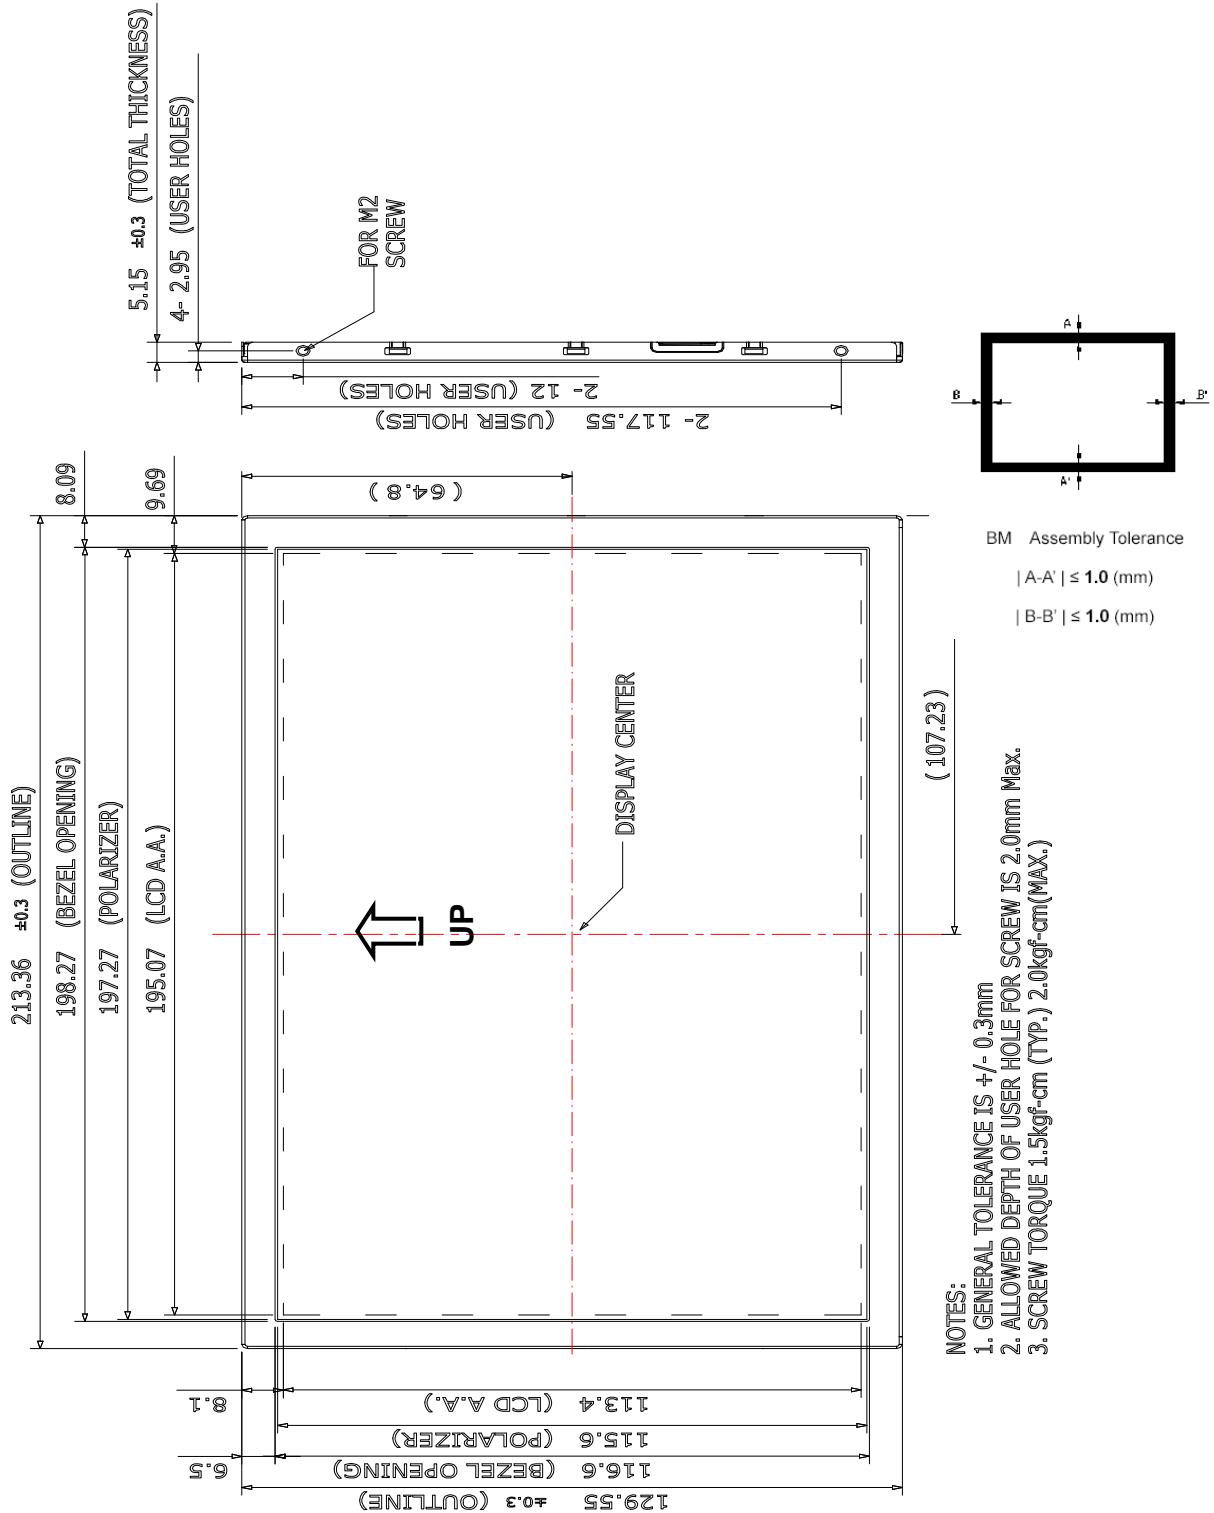 5.15 ±0.3 (TOTAL THICKNESS)
4- 2.95 (USER HOLES)
FOR M2
SCREW
2- 12 (USER HOLES)
2- 117.55 (USER HOLES)
A
B
B'
A'
BM Assembly Tolerance
| A-A' | ≤ 1.0 (mm)
| B-B' | ≤ 1.0 (mm)
8.09
9.69
(64.8)
213.36 ±0.3 (OUTLINE)
198.27 (BEZEL OPENING)
197.27 (POLARIZER)
195.07 (LCD A.A.)
UP
DISPLAY CENTER
(107.23)
NOTES:
1. GENERAL TOLERANCE IS +/- 0.3mm
2. ALLOWED DEPTH OF USER HOLE FOR SCREW IS 2.0mm Max.
3. SCREW TORQUE 1.5kgf-cm (TYP.) 2.0kgf-cm(MAX.)
8.1
113.4 (LCD A.A.)
115.6 (POLARIZER)
6.5
116.6 (BEZEL OPENING)
129.55 ±0.3 (OUTLINE)